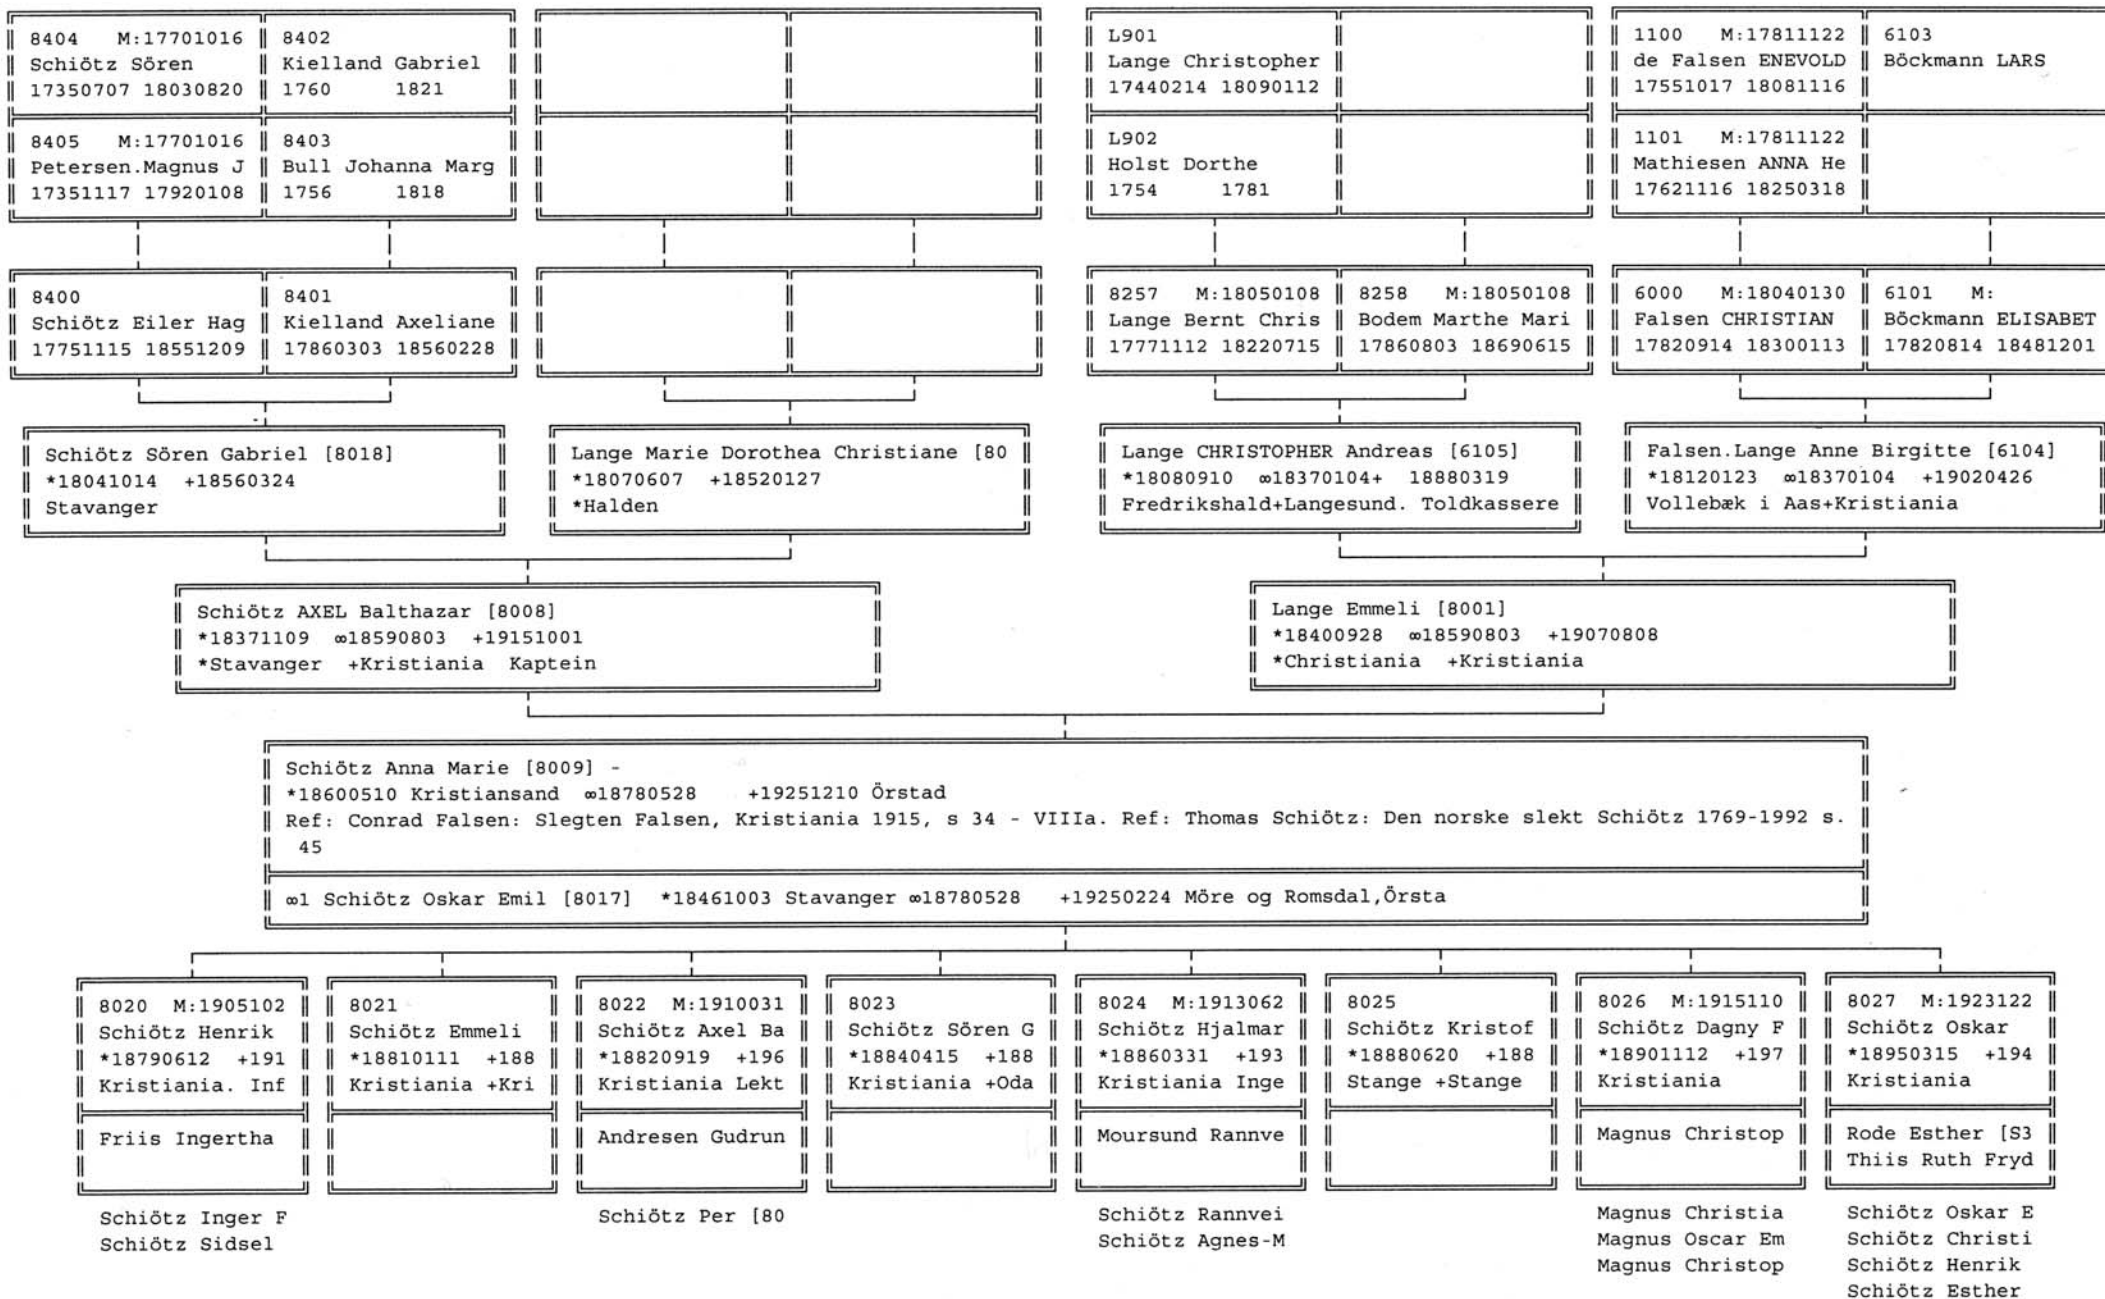 8404 M:17701016
Schiötz Sören
17350707 18030820
8402
Kielland Gabriel
1760 1821
L901
Lange Christopher
17440214 18090112
1100 M:17811122
de Falsen ENEVOLD
17551017 18081116
6103
Böckmann LARS
8405 M:17701016
Petersen.Magnus J
17351117 17920108
8403
Bull Johanna Marg
1756 1818
L902
Holst Dorthe
1754 1781
1101 M:17811122
Mathiesen ANNA He
17621116 18250318
8400
Schiötz Eiler Hag
17751115 18551209
8401
Kielland Axeliane
17860303 18560228
8257 M:18050108
Lange Bernt Chris
17771112 18220715
8258 M:18050108
Bodem Marthe Mari
17860803 18690615
6000 M:18040130
Falsen CHRISTIAN
17820914 18300113
6101 M:
Böckmann ELISABET
17820814 18481201
Schiötz Sören Gabriel [8018]
*18041014 +18560324
Stavanger
Lange Marie Dorothea Christiane [80
*18070607 +18520127
*Halden
Lange CHRISTOPHER Andreas [6105]
*18080910 ∞18370104+ 18880319
Fredrikshald+Langesund. Toldkassere
Falsen.Lange Anne Birgitte [6104]
*18120123 ∞18370104 +19020426
Vollebæk i Aas+Kristiania
Schiötz AXEL Balthazar [8008]
*18371109 ∞18590803 +19151001
*Stavanger +Kristiania Kaptein
Lange Emmeli [8001]
*18400928 ∞18590803 +19070808
*Christiania +Kristiania
Schiötz Anna Marie [8009] -
*18600510 Kristiansand ∞18780528 +19251210 Örstad
Ref: Conrad Falsen: Slegten Falsen, Kristiania 1915, s 34 - VIIIa. Ref: Thomas Schiötz: Den norske slekt Schiötz 1769-1992 s.
45
∞1 Schiötz Oskar Emil [8017] *18461003 Stavanger ∞18780528 +19250224 Möre og Romsdal,Örsta
8020 M:1905102
Schiötz Henrik
*18790612 +191
Kristiania. Inf
Friis Ingertha
Schiötz Inger F
Schiötz Sidsel
8021
Schiötz Emmeli
*18810111 +188
Kristiania +Kri
8022 M:1910031
Schiötz Axel Ba
*18820919 +196
Kristiania Lekt
Andresen Gudrun
Schiötz Per [80
8023
Schiötz Sören G
*18840415 +188
Kristiania +Oda
8024 M:1913062
Schiötz Hjalmar
*18860331 +193
Kristiania Inge
Moursund Rannve
Schiötz Rannvei
Schiötz Agnes-M
8025
Schiötz Kristof
*18880620 +188
Stange +Stange
8026 M:1915110
Schiötz Dagny F
*18901112 +197
Kristiania
Magnus Christop
Magnus Christia
Magnus Oscar Em
Magnus Christop
8027 M:1923122
Schiötz Oskar
*18950315 +194
Kristiania
Rode Esther [S3
Thiis Ruth Fryd
Schiötz Oskar E
Schiötz Christi
Schiötz Henrik
Schiötz Esther